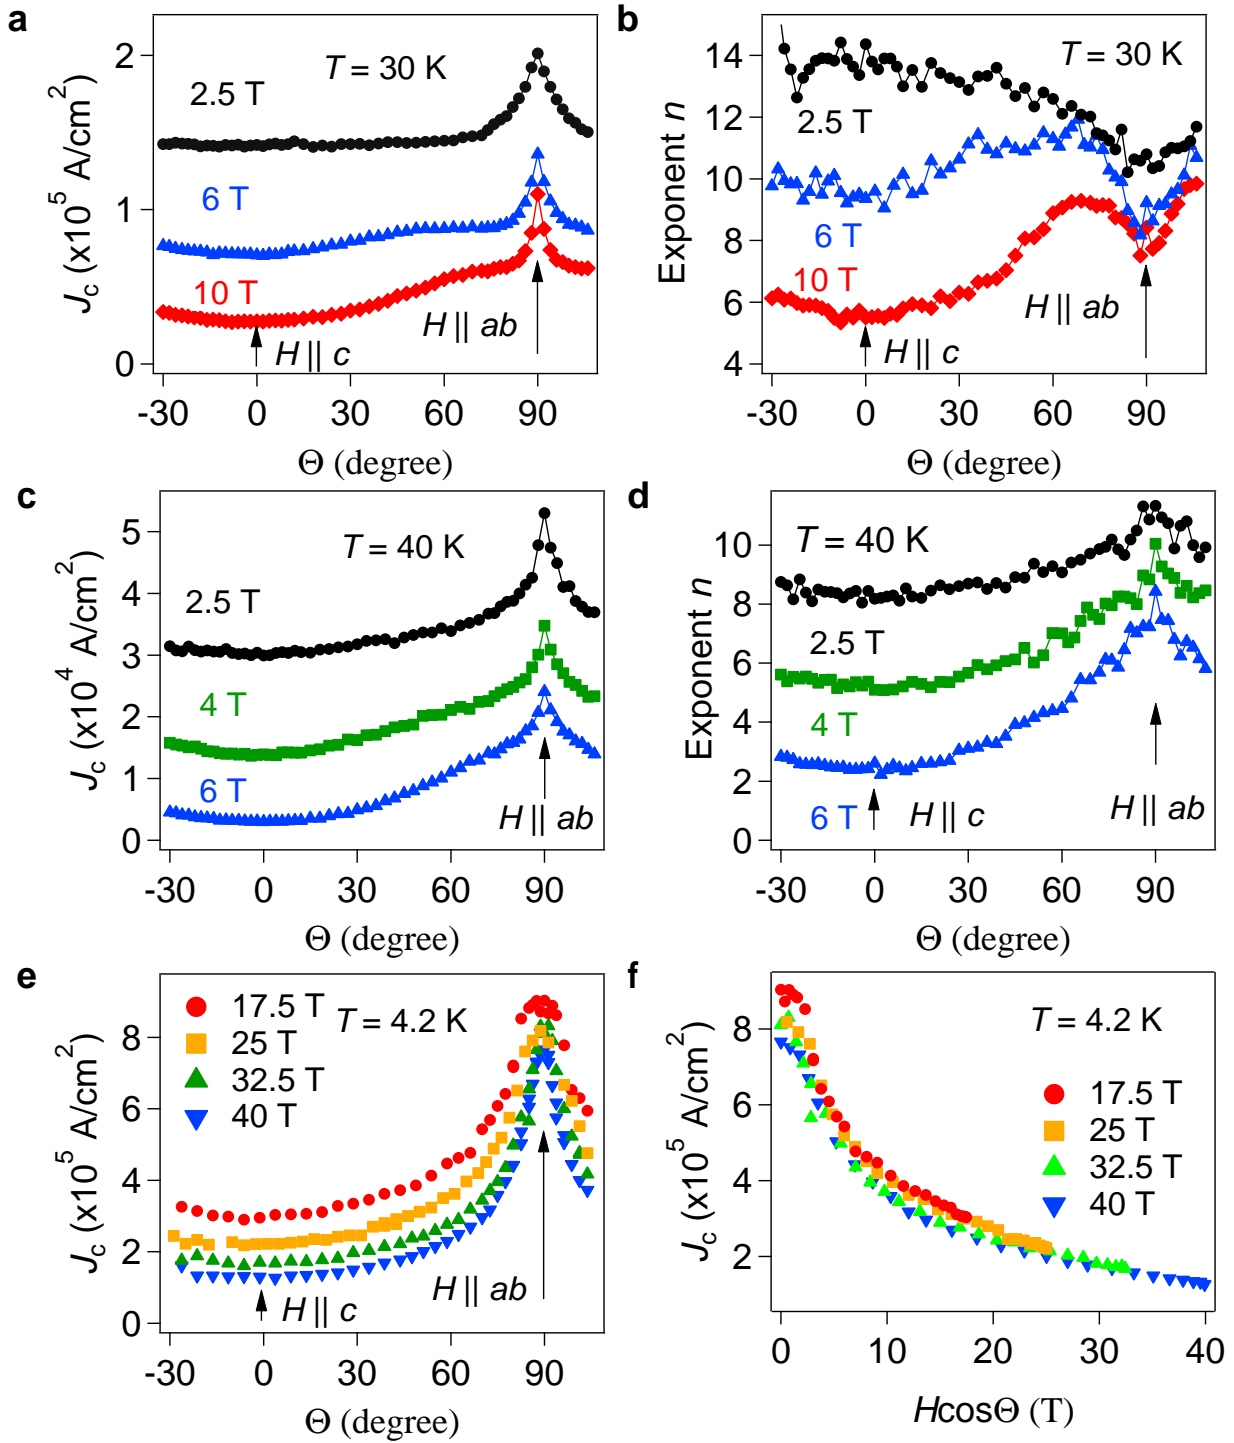 a
2
1
0
J_c (x10^5 A/cm^2)
T = 30 K
2.5 T
6 T
10 T
H || ab
H || c
-30 0 30 60 90
Θ (degree)
b
14
12
10
8
6
4
Exponent n
T = 30 K
2.5 T
6 T
10 T
H || ab
H || c
-30 0 30 60 90
Θ (degree)
c
5
4
3
2
1
0
J_c (x10^4 A/cm^2)
T = 40 K
2.5 T
4 T
6 T
H || ab
-30 0 30 60 90
Θ (degree)
d
10
8
6
4
2
0
Exponent n
T = 40 K
2.5 T
4 T
6 T
H || c
H || ab
-30 0 30 60 90
Θ (degree)
e
8
6
4
2
0
J_c (x10^5 A/cm^2)
17.5 T
25 T
32.5 T
40 T
T = 4.2 K
H || ab
H || c
-30 0 30 60 90
Θ (degree)
f
8
6
4
2
J_c (x10^5 A/cm^2)
T = 4.2 K
17.5 T
25 T
32.5 T
40 T
0 10 20 30 40
HcosΘ (T)